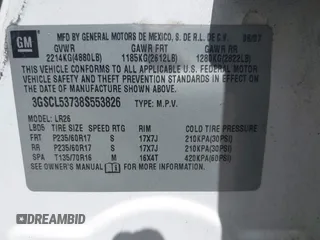 GM
MFD BY GENERAL MOTORS DE MEXICO, S. DE R.L. DE C.V.
GVWR GAWR FRT GAWR RR
2214KG(4880LB) 1185KG(2612LB) 1280KG(2822LB)
THIS VEHICLE CONFORMS TO ALL APPLICABLE U.S. FEDERAL MOTOR
VEHICLE SAFETY, BUMPER, AND THEFT PREVENTION STANDARDS
IN EFFECT ON THE DATE OF MANUFACTURE SHOWN ABOVE.
3GSCL53738S553826 TYPE: M.P.V.
MODEL: LR26
TIRE SIZE SPEED RTG RIM COLD TIRE PRESSURE
FRT P235/60R17 S 17X7J 210KPA(30PSI)
RR P235/60R17 S 17X7J 210KPA(30PSI)
SPA T135/70R16 M 16X4T 420KPA(60PSI)
SEE OWNER'S MANUAL
DREAMBID